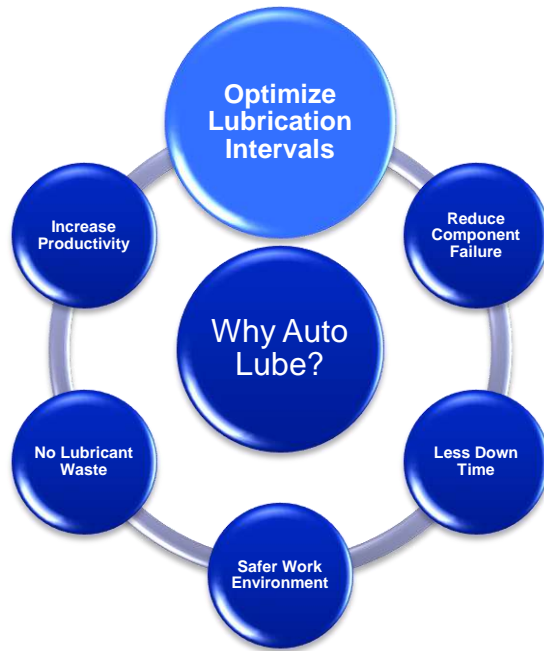 Optimize
Lubrication
Intervals
Increase
Productivity
Reduce
Component
Failure
Why Auto
Lube?
No Lubricant
Waste
Less Down
Time
Safer Work
Environment